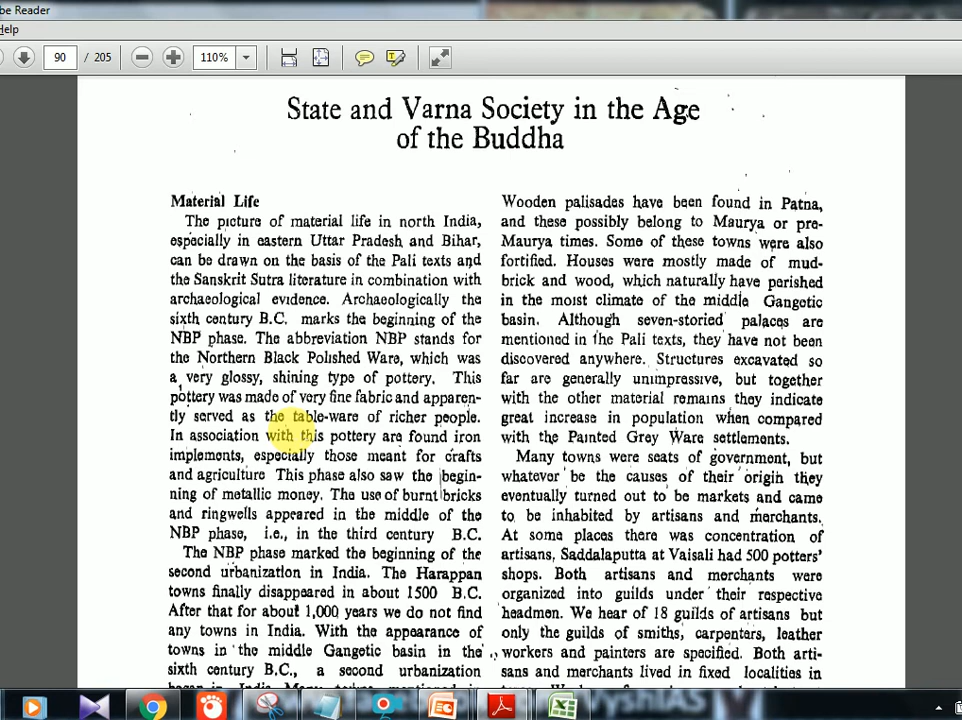 be Reader
Help
90 / 205
110%
State and Varna Society in the Age
of the Buddha
Material Life
The picture of material life in north India,
especially in eastern Uttar Pradesh and Bihar,
can be drawn on the basis of the Pali texts and
the Sanskrit Sutra literature in combination with
archaeological evidence. Archaeologically the
sixth century B.C. marks the beginning of the
NBP phase. The abbreviation NBP stands for
the Northern Black Polished Ware, which was
a very glossy, shining type of pottery. This
pottery was made of very fine fabric and apparen-
tly served as the table-ware of richer people.
In association with this pottery are found iron
implements, especially those meant for crafts
and agriculture This phase also saw the begin-
ning of metallic money. The use of burnt bricks
and ringwells appeared in the middle of the
NBP phase, i.e., in the third century B.C.
The NBP phase marked the beginning of the
second urbanization in India. The Harappan
towns finally disappeared in about 1500 B.C.
After that for about 1,000 years we do not find
any towns in India. With the appearance of
towns in the middle Gangetic basin in the
sixth century B.C., a second urbanization
Wooden palisades have been found in Patna,
and these possibly belong to Maurya or pre-
Maurya times. Some of these towns were also
fortified. Houses were mostly made of mud-
brick and wood, which naturally have perished
in the moist climate of the middle Gangetic
basin. Although seven-storied palaces are
mentioned in the Pali texts, they have not been
discovered anywhere. Structures excavated so
far are generally unimpressive, but together
with the other material remains they indicate
great increase in population when compared
with the Painted Grey Ware settlements.
Many towns were seats of government, but
whatever be the causes of their origin they
eventually turned out to be markets and came
to be inhabited by artisans and merchants.
At some places there was concentration of
artisans, Saddalaputta at Vaisali had 500 potters'
shops. Both artisans and merchants were
organized into guilds under their respective
headmen. We hear of 18 guilds of artisans but
only the guilds of smiths, carpenters, leather
workers and painters are specified. Both arti-
sans and merchants lived in fixed localities in
VyshIAS